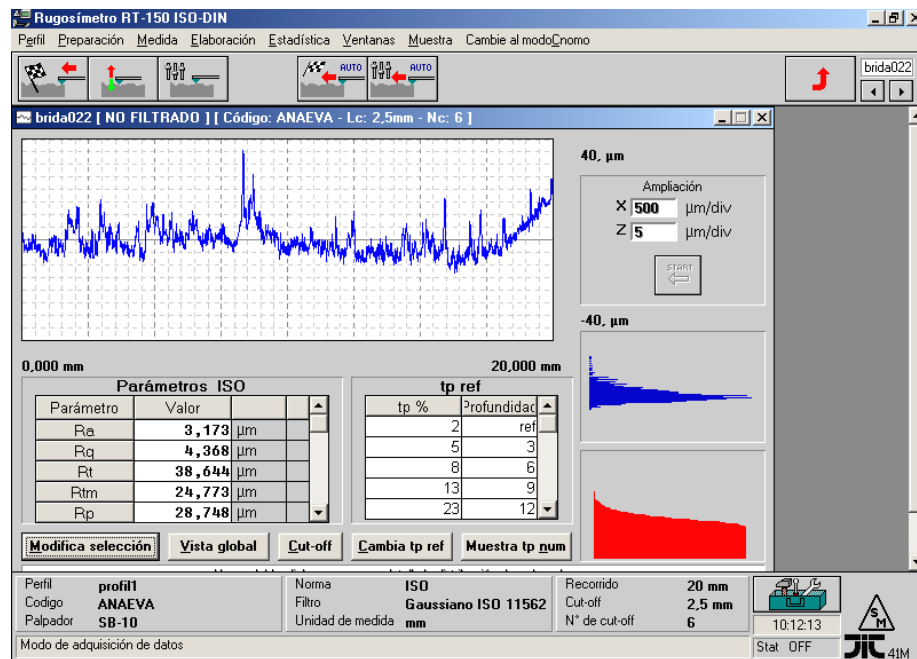 Rugosímetro RT-150 ISO-DIN
Perfil Preparación Medida Elaboración Estadística Ventanas Muestra Cambie al modoCnomo
AUTO AUTO brida022
brida022 [ NO FILTRADO ] [ Código: ANAEVA - Lc: 2,5mm - Nc: 6 ]
40, µm
Ampliación
X 500 µm/div
Z 5 µm/div
START
-40, µm
0,000 mm 20,000 mm
Parámetros ISO
Parámetro Valor
Ra 3,173 µm
Rq 4,368 µm
Rt 38,644 µm
Rtm 24,773 µm
Rp 28,748 µm
tp ref
tp % Profundidad
2 ref
5 3
8 6
13 9
23 12
Modifica selección Vista global Cut-off Cambia tp ref Muestra tp num
Perfil profil1
Codigo ANAEVA
Palpador SB-10
Norma ISO
Filtro Gaussiano ISO 11562
Unidad de medida mm
Recorrido 20 mm
Cut-off 2,5 mm
N° de cut-off 6
10:12:13
Modo de adquisición de datos
Stat OFF
S
M
41M